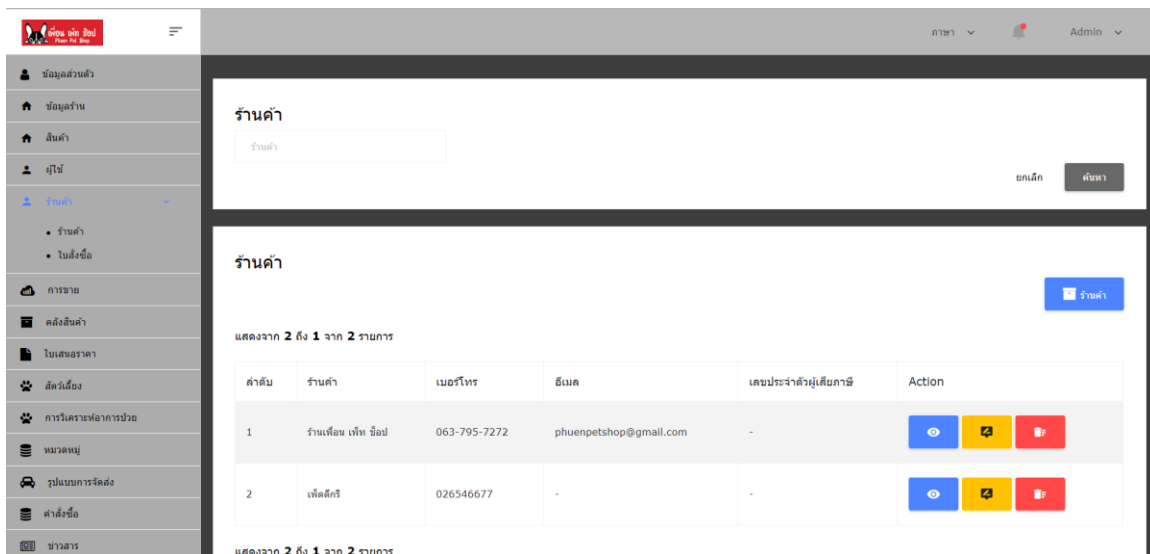 เพื่อน เพ็ท ช็อป
Phuen Pet Shop
ภาษา
Admin
ข้อมูลส่วนตัว
ข้อมูลร้าน
สินค้า
ผู้ใช้
ร้านค้า
ร้านค้า
ใบสั่งซื้อ
การขาย
คลังสินค้า
ใบเสนอราคา
สัตว์เลี้ยง
การวิเคราะห์อาการป่วย
หมวดหมู่
รูปแบบการจัดส่ง
คำสั่งซื้อ
ข่าวสาร
ร้านค้า
ร้านค้า
ยกเลิก ค้นหา
ร้านค้า
ร้านค้า
แสดงจาก 2 ถึง 1 จาก 2 รายการ
ลำดับ ร้านค้า เบอร์โทร อีเมล เลขประจำตัวผู้เสียภาษี Action
1 ร้านเพื่อน เพ็ท ช็อป 063-795-7272 phuenpetshop@gmail.com -
2 เพ็ดดีกรี 026546677 - -
แสดงจาก 2 ถึง 1 จาก 2 รายการ